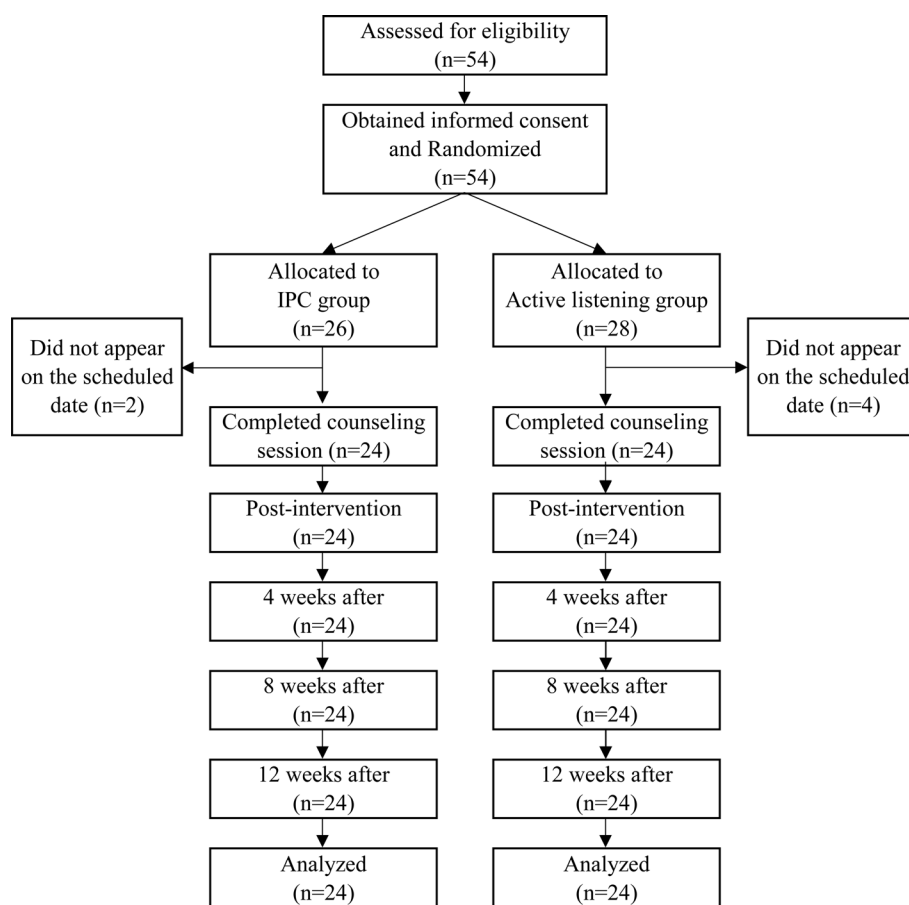 Assessed for eligibility
(n=54)
Obtained informed consent
and Randomized
(n=54)
Allocated to
IPC group
(n=26)
Allocated to
Active listening group
(n=28)
Did not appear
on the scheduled
date (n=2)
Did not appear
on the scheduled
date (n=4)
Completed counseling
session (n=24)
Completed counseling
session (n=24)
Post-intervention
(n=24)
Post-intervention
(n=24)
4 weeks after
(n=24)
4 weeks after
(n=24)
8 weeks after
(n=24)
8 weeks after
(n=24)
12 weeks after
(n=24)
12 weeks after
(n=24)
Analyzed
(n=24)
Analyzed
(n=24)